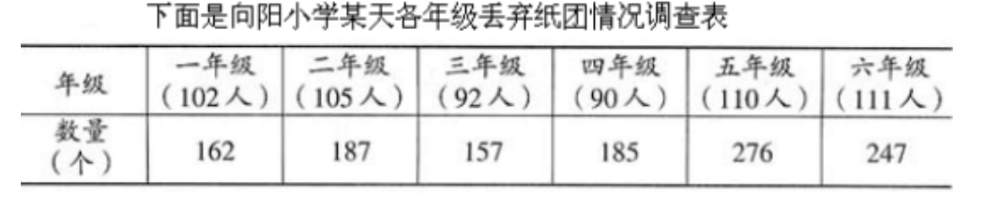 下面是向阳小学某天各年级丢弃纸团情况调查表
年级 一年级（102人） 二年级（105人） 三年级（92人） 四年级（90人） 五年级（110人） 六年级（111人）
数量（个） 162 187 157 185 276 247